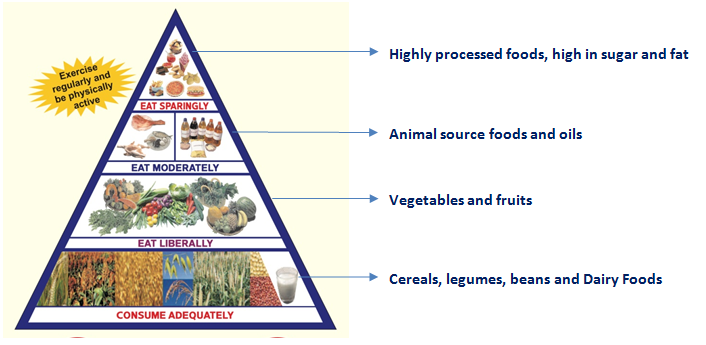 Exercise
regularly and
be physically
active
EAT SPARINGLY
Highly processed foods, high in sugar and fat
EAT MODERATELY
Animal source foods and oils
EAT LIBERALLY
Vegetables and fruits
CONSUME ADEQUATELY
Cereals, legumes, beans and Dairy Foods